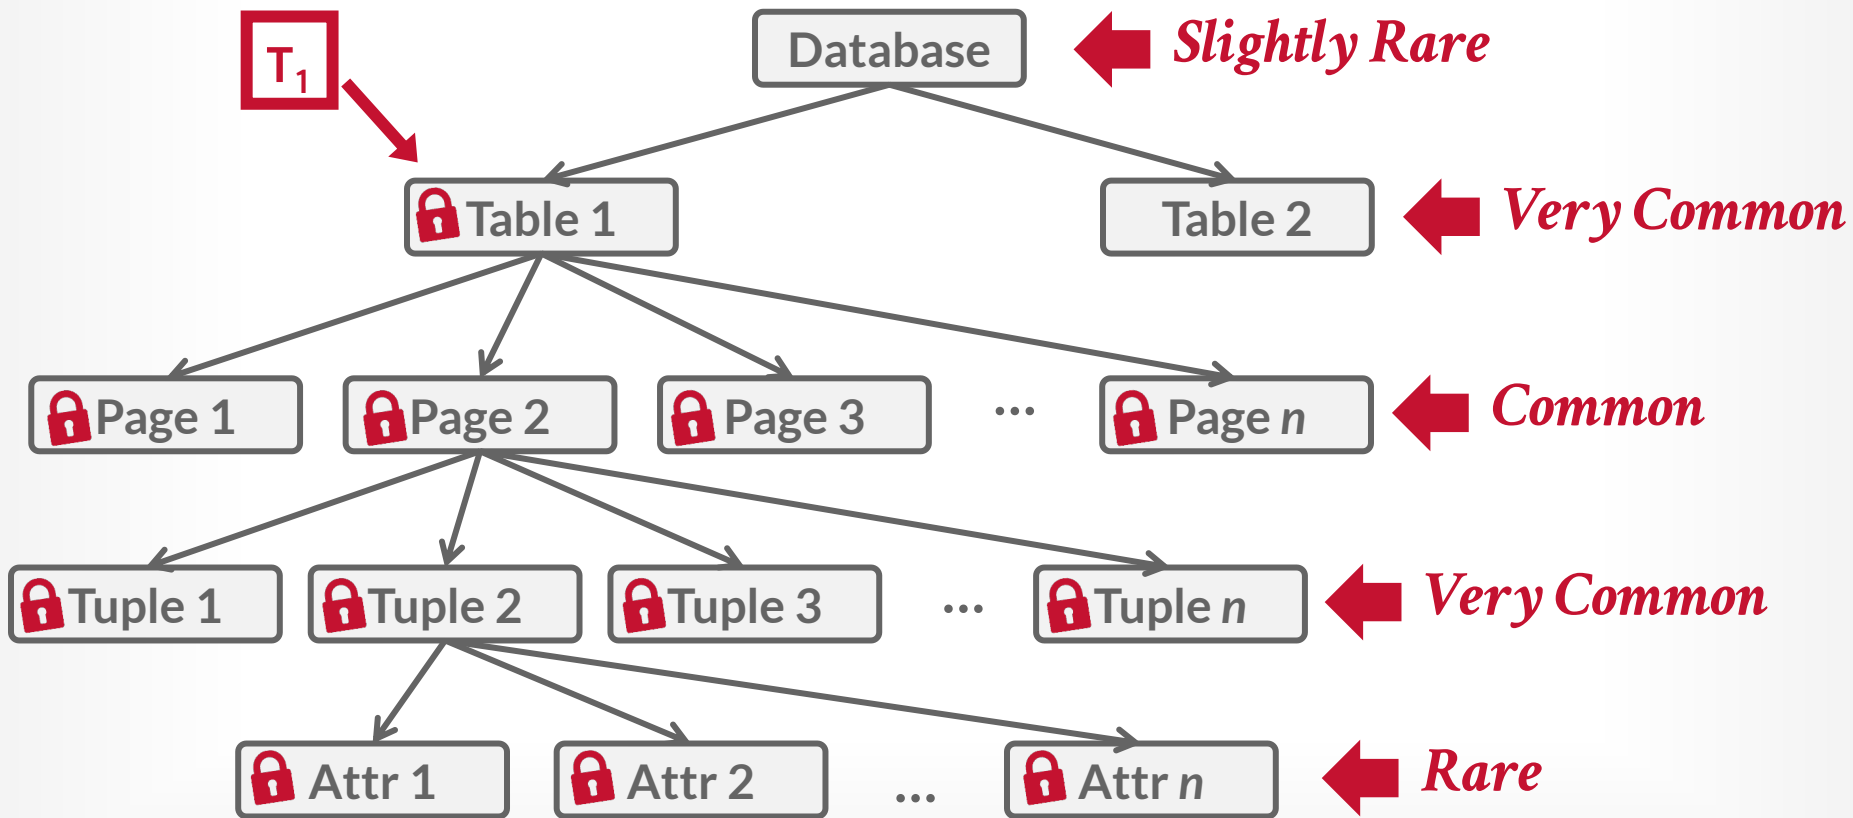 T1
Database
Slightly Rare
Table 1
Table 2
Very Common
Page 1
Page 2
Page 3
...
Page n
Common
Tuple 1
Tuple 2
Tuple 3
...
Tuple n
Very Common
Attr 1
Attr 2
...
Attr n
Rare